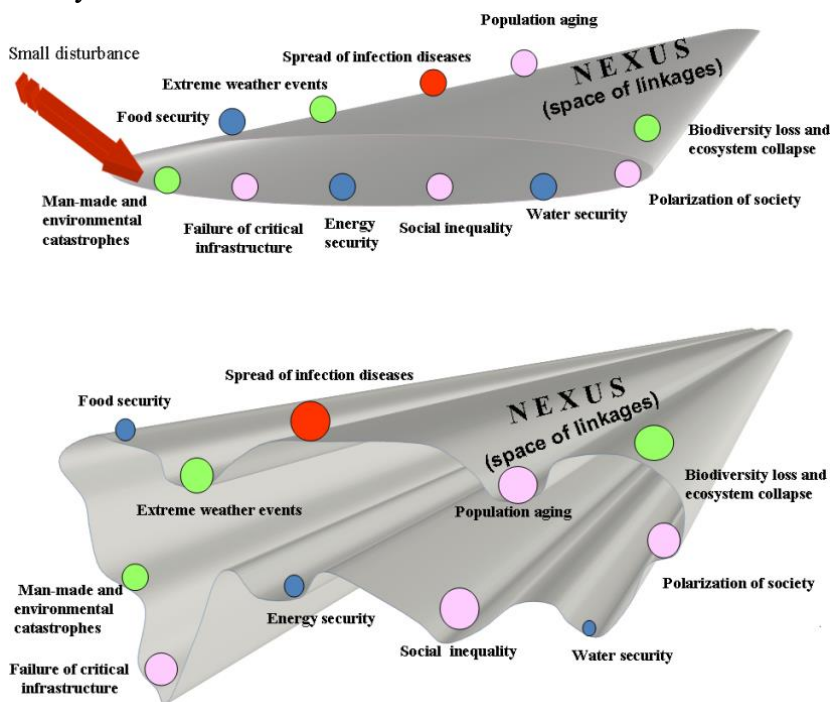 Population aging
Small disturbance
Spread of infection diseases
NEXUS
(space of linkages)
Extreme weather events
Food security
Biodiversity loss and
ecosystem collapse
Man-made and
environmental
catastrophes
Failure of critical
infrastructure
Energy
security
Social inequality
Water security
Polarization of society
Spread of infection diseases
Food security
NEXUS
(space of linkages)
Extreme weather events
Population aging
Biodiversity loss and
ecosystem collapse
Man-made and
environmental
catastrophes
Energy security
Polarization of society
Social inequality
Water security
Failure of critical
infrastructure